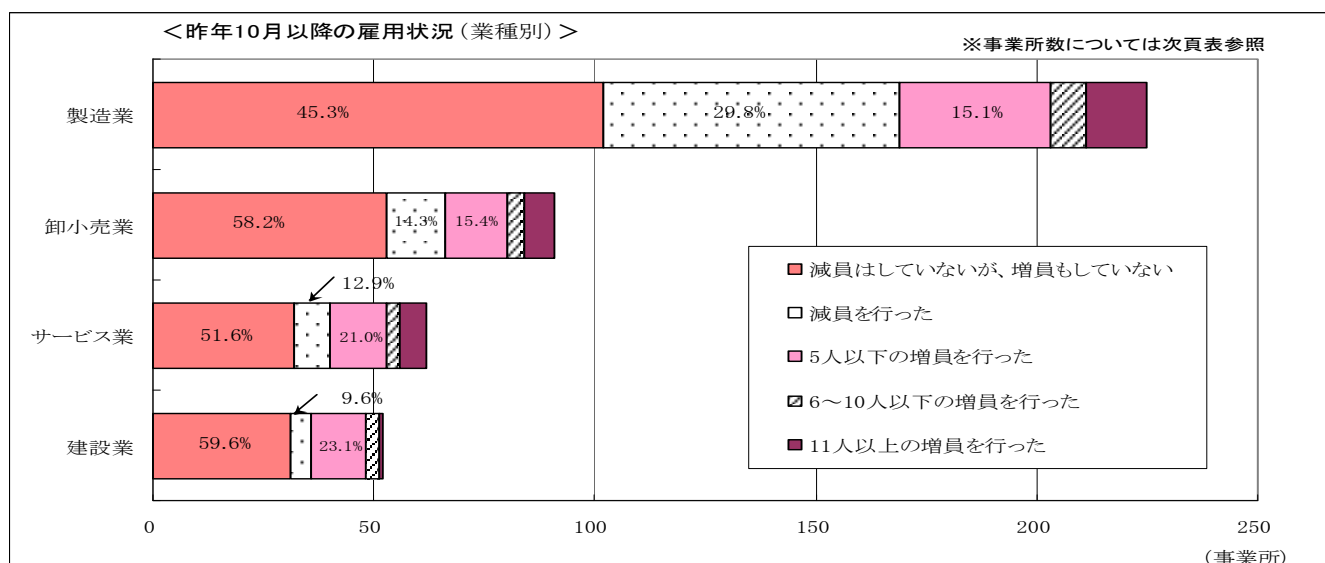 ＜昨年10月以降の雇用状況（業種別）＞
※事業所数については次頁表参照
製造業
45.3%
29.8%
15.1%
卸小売業
58.2%
14.3%
15.4%
サービス業
51.6%
12.9%
21.0%
建設業
59.6%
9.6%
23.1%
減員はしていないが、増員もしていない
減員を行った
5人以下の増員を行った
6～10人以下の増員を行った
11人以上の増員を行った
0 50 100 150 200 250
(事業所)